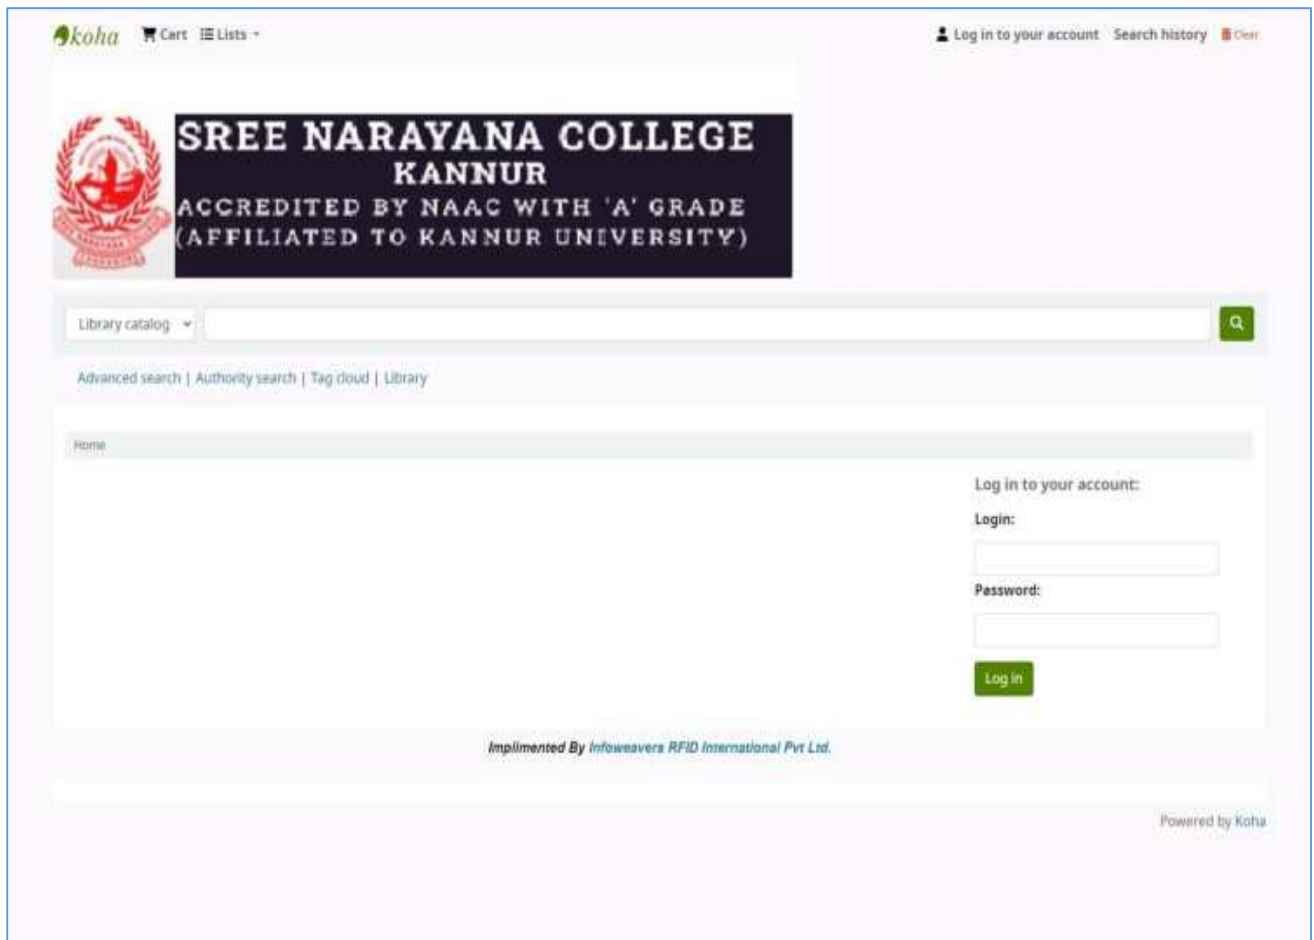 koha Cart Lists
Log in to your account Search history Clear
SREE NARAYANA COLLEGE
KANNUR
ACCREDITED BY NAAC WITH 'A' GRADE
(AFFILIATED TO KANNUR UNIVERSITY)
Library catalog
Advanced search | Authority search | Tag cloud | Library
Home
Log in to your account:
Login:
Password:
Log in
Implimented By Infoweavers RFID International Pvt Ltd.
Powered by Koha